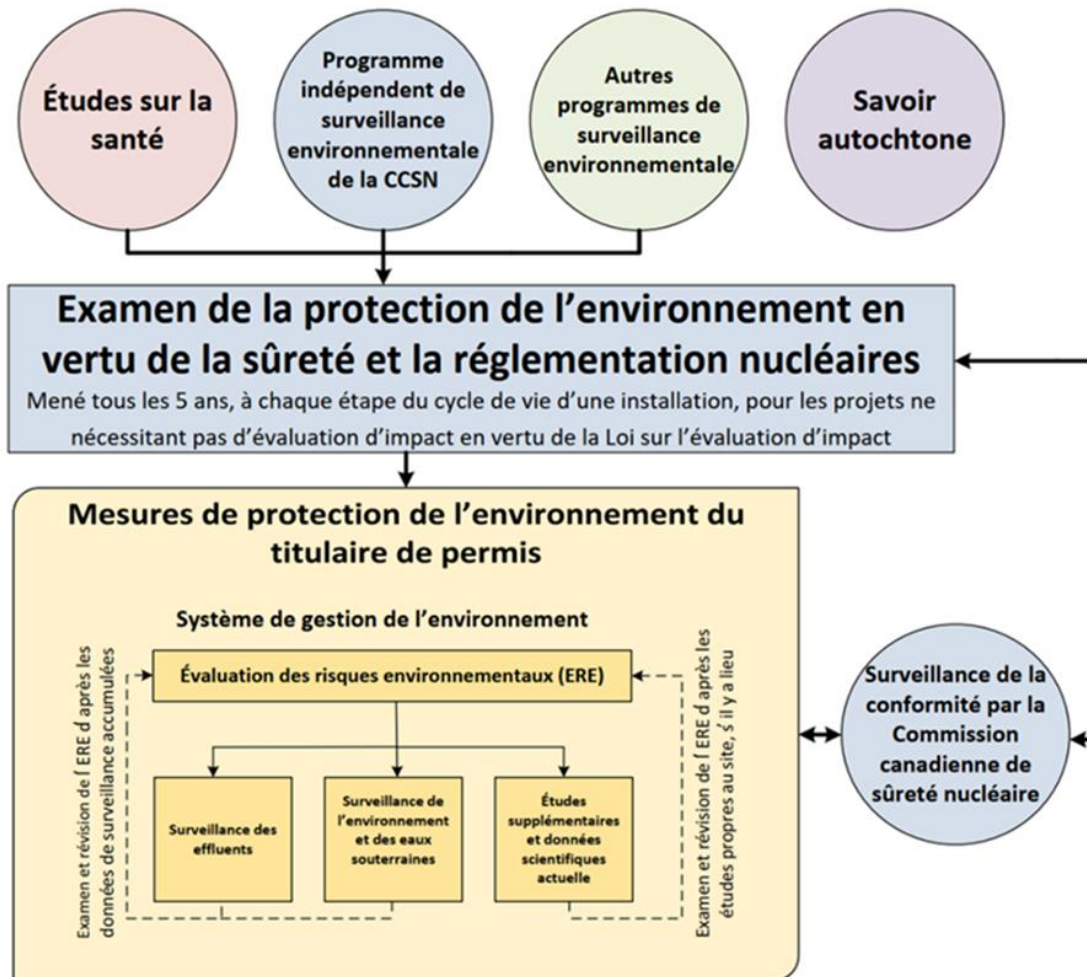 Études sur la
santé
Programme
indépendant de
surveillance
environnementale
de la CCSN
Autres
programmes de
surveillance
environnementale
Savoir
autochtone
Examen de la protection de l’environnement en
vertu de la sûreté et la réglementation nucléaires
Mené tous les 5 ans, à chaque étape du cycle de vie d’une installation, pour les projets ne
nécessitant pas d’évaluation d’impact en vertu de la Loi sur l’évaluation d’impact
Mesures de protection de l’environnement du
titulaire de permis
Système de gestion de l’environnement
Évaluation des risques environnementaux (ERE)
Examen et révision de l´ERE d´après les
données de surveillance accumulées
Surveillance des
effluents
Surveillance de
l’environnement
et des eaux
souterraines
Études
supplémentaires
et données
scientifiques
actuelle
Examen et révision de l´ERE d´après les
études propres au site, s´il y a lieu
Surveillance de la
conformité par la
Commission
canadienne de
sûreté nucléaire